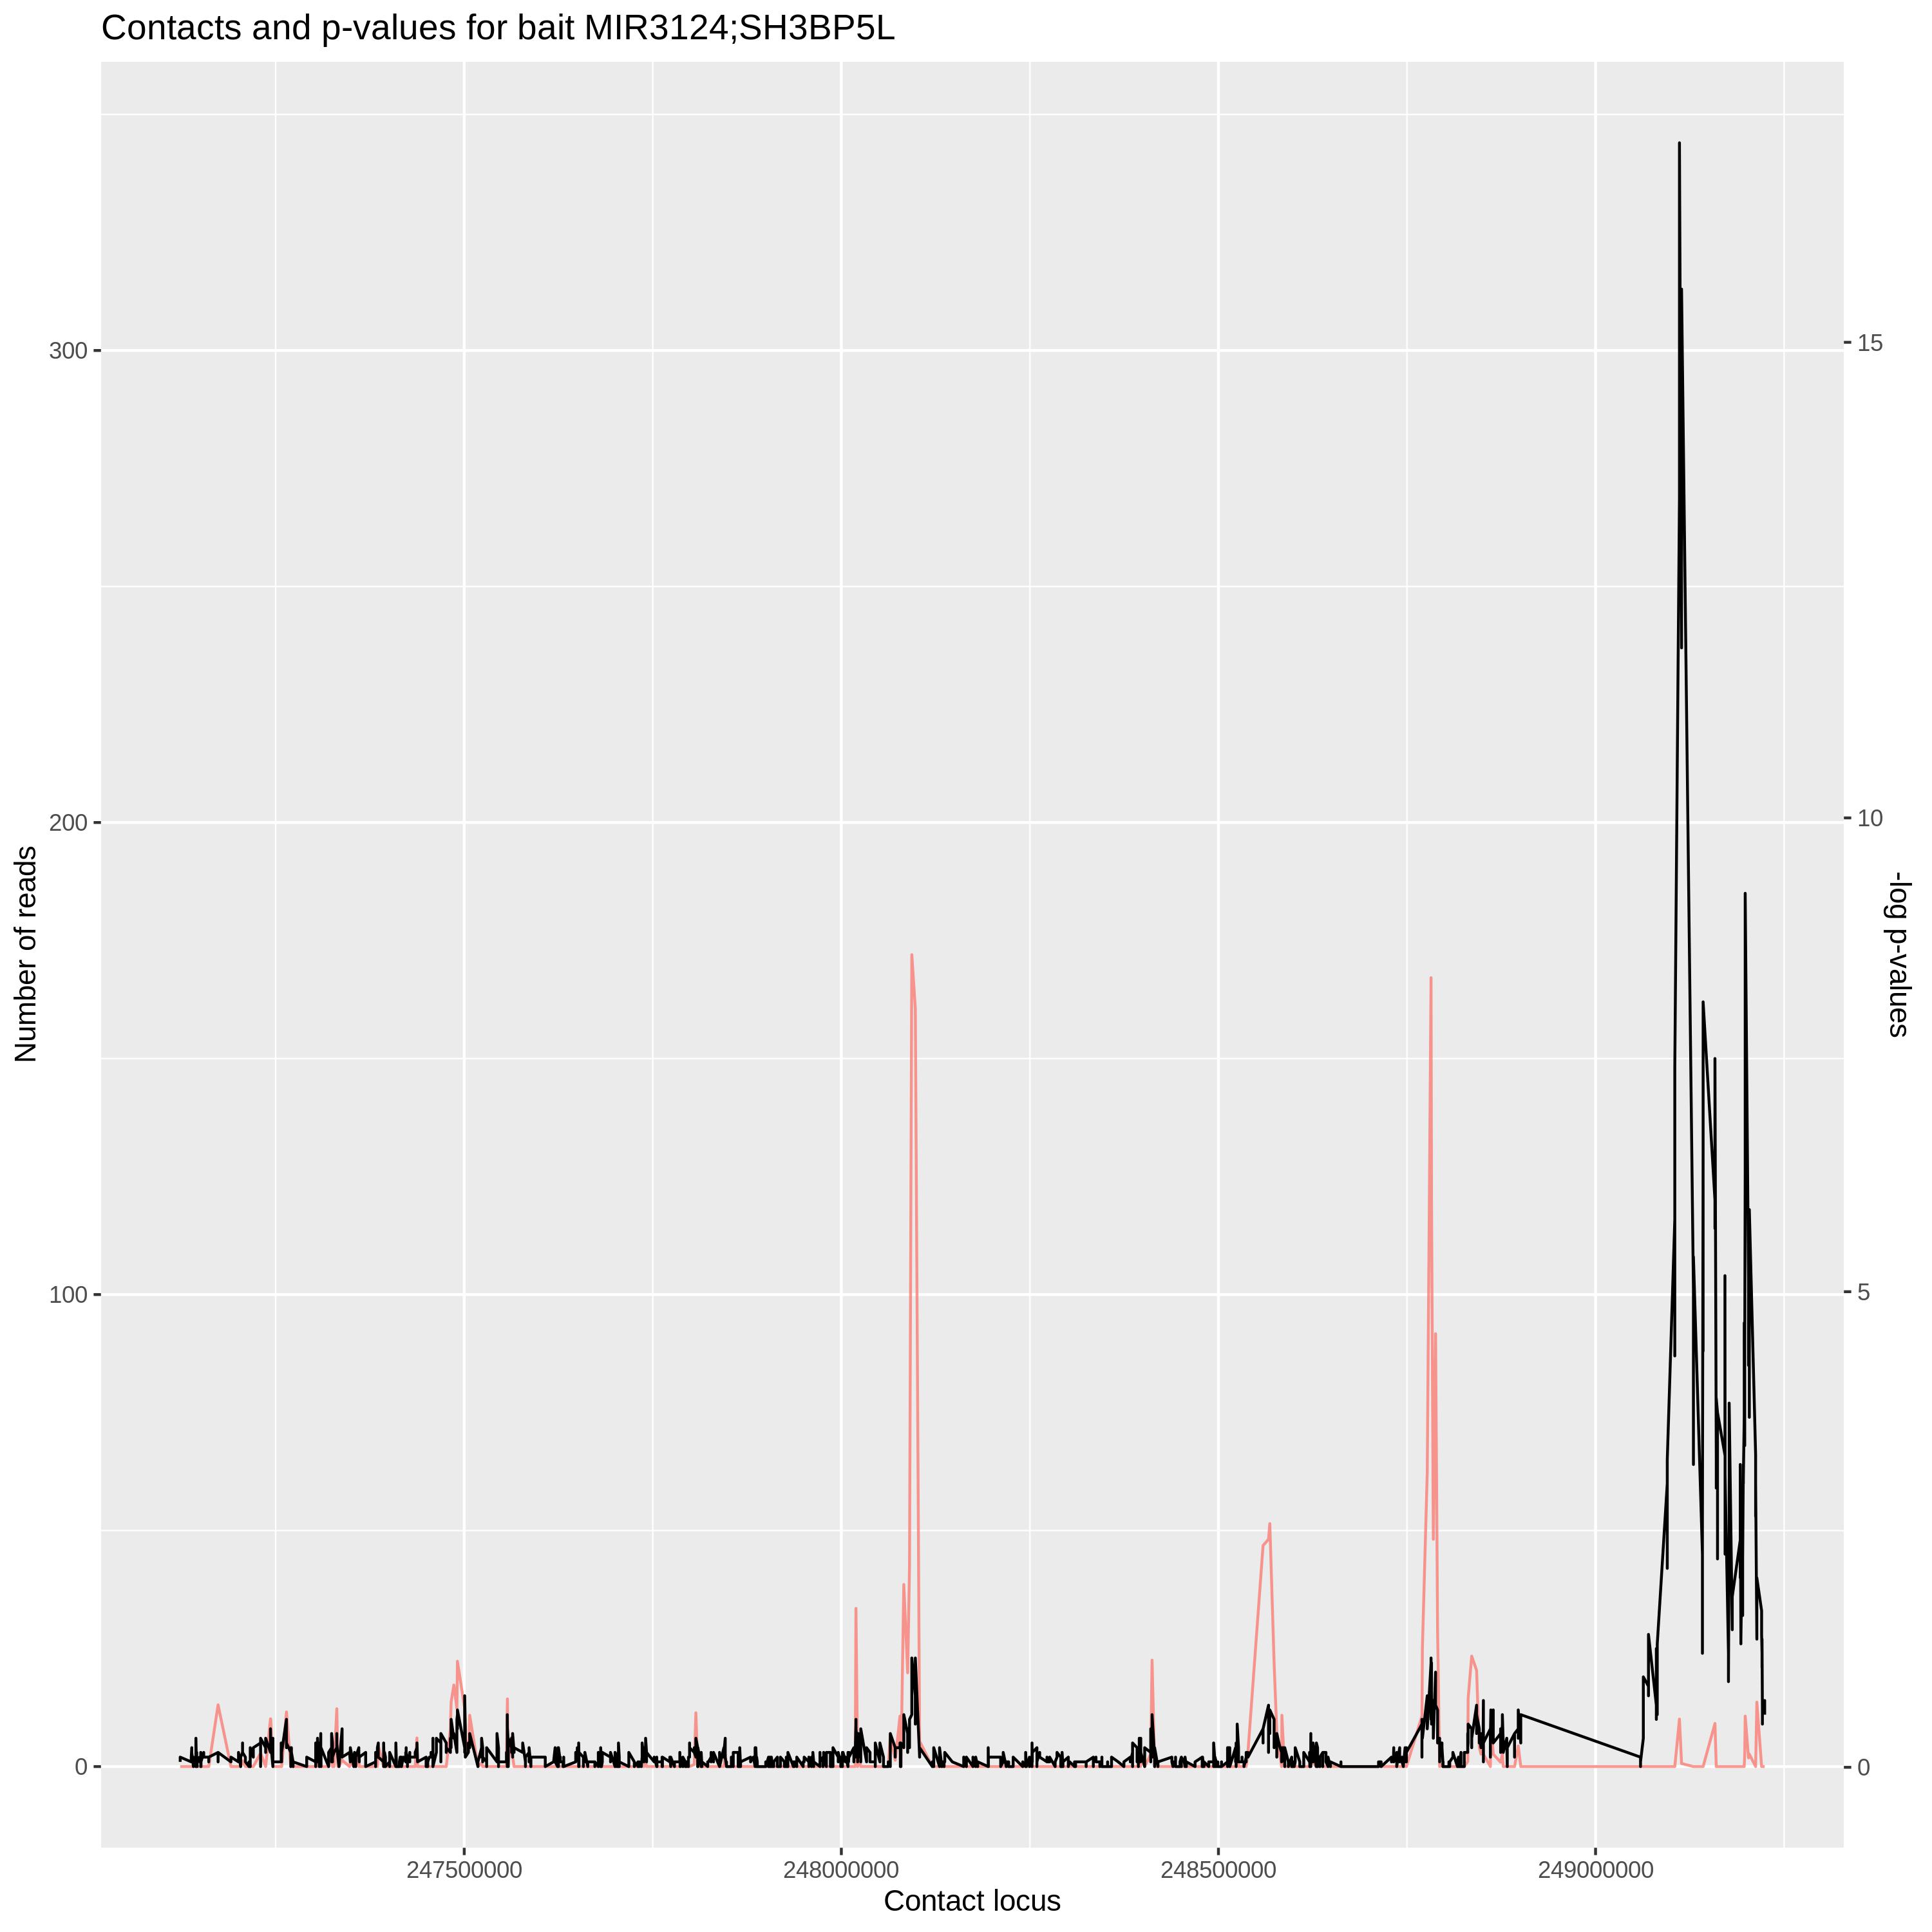 Contacts and p-values for bait MIR3124;SH3BP5L
300
200
100
0
Number of reads
15
10
5
0
-log p-values
247500000 248000000 248500000 249000000
Contact locus